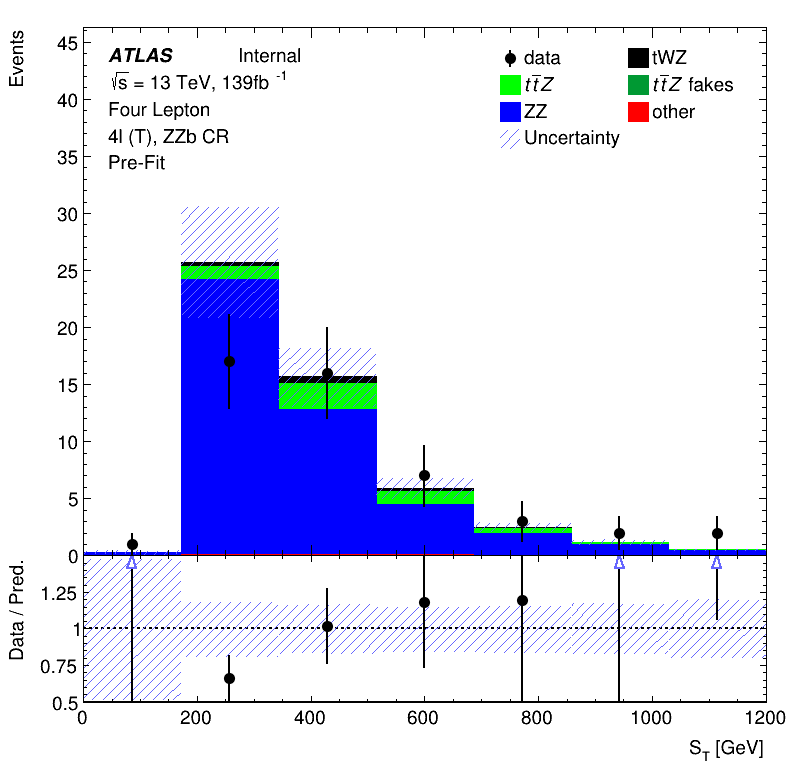 Events
45
40
35
30
25
20
15
10
5
0
ATLAS Internal
√s = 13 TeV, 139fb⁻¹
Four Lepton
4l (T), ZZb CR
Pre-Fit
data
tt̄Z
ZZ
Uncertainty
tWZ
tt̄Z fakes
other
Data / Pred.
1.25
1
0.75
0.5
0 200 400 600 800 1000 1200
S_T [GeV]